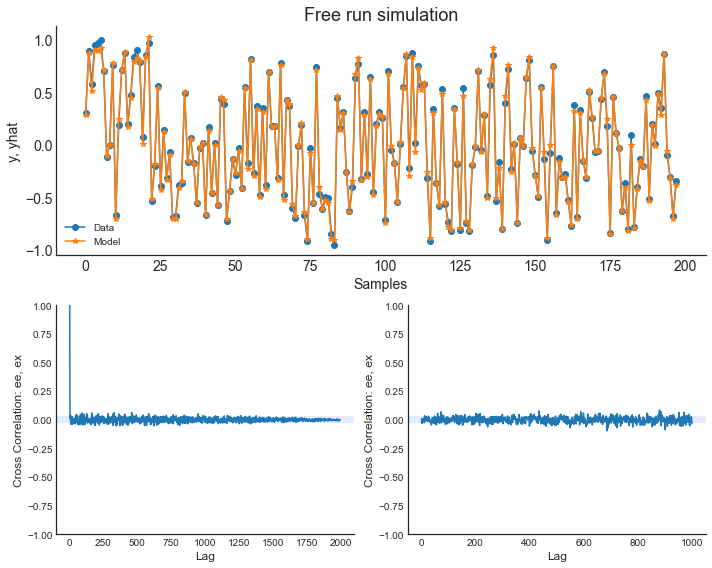 Free run simulation
y, yhat
1.0
0.5
0.0
−0.5
−1.0
Data
Model
0 25 50 75 100 125 150 175 200
Samples
Cross Correlation: ee, ex
1.00
0.75
0.50
0.25
0.00
−0.25
−0.50
−0.75
−1.00
0 250 500 750 1000 1250 1500 1750 2000
Lag
Cross Correlation: ee, ex
1.00
0.75
0.50
0.25
0.00
−0.25
−0.50
−0.75
−1.00
0 200 400 600 800 1000
Lag